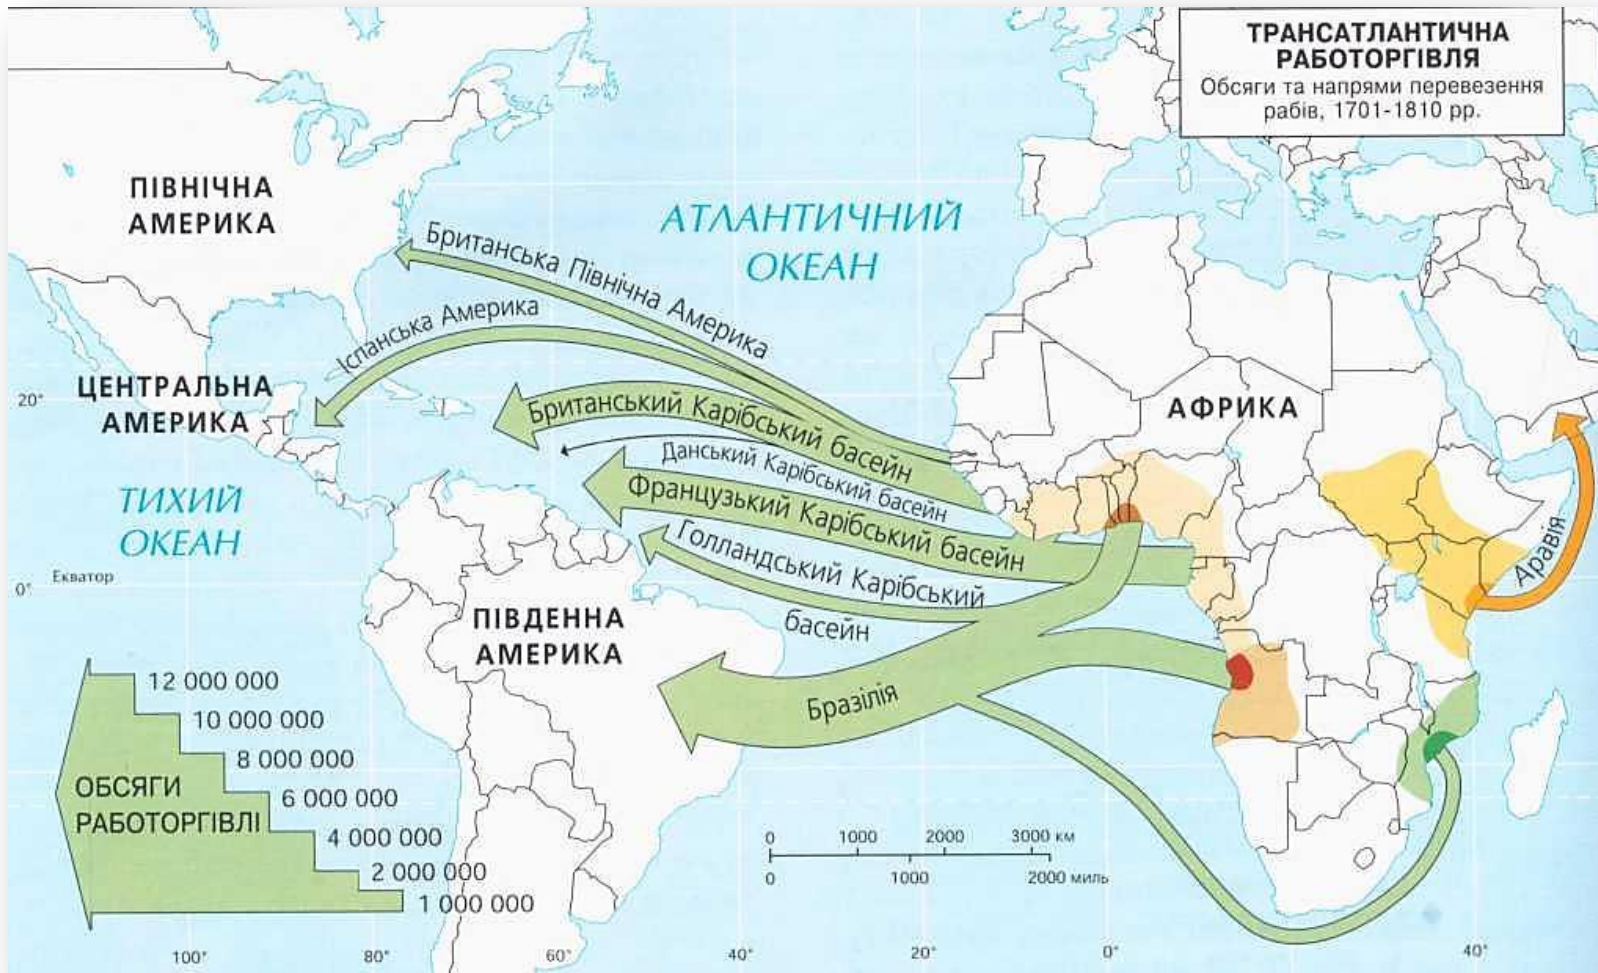 ТРАНСАТЛАНТИЧНА
РАБОТОРГІВЛЯ
Обсяги та напрями перевезення
рабів, 1701-1810 рр.
ПІВНІЧНА
АМЕРИКА
АТЛАНТИЧНИЙ
ОКЕАН
Британська Північна Америка
Іспанська Америка
ЦЕНТРАЛЬНА
АМЕРИКА
20°
АФРИКА
Британський Карібський басейн
Данський Карібський басейн
Французький Карібський басейн
ТИХИЙ
ОКЕАН
Голландський Карібський
басейн
Аравія
0°
Екватор
ПІВДЕННА
АМЕРИКА
Бразілія
12 000 000
10 000 000
8 000 000
6 000 000
4 000 000
2 000 000
1 000 000
ОБСЯГИ
РАБОТОРГІВЛІ
0 1000 2000 3000 км
0 1000 2000 миль
100° 80° 60° 40° 20° 0° 40°